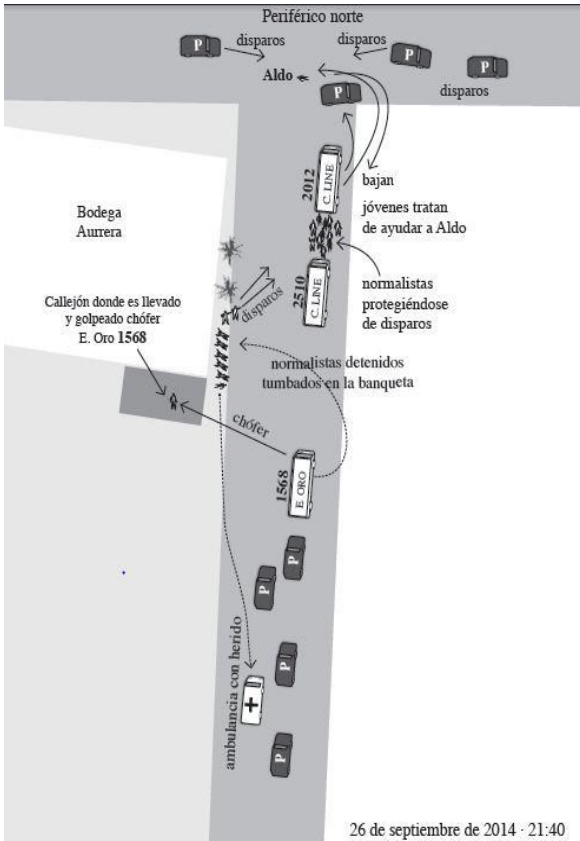 Periférico norte
P
disparos
disparos
P
P
disparos
Aldo
P
2012
C. LINE
bajan
jóvenes tratan
de ayudar a Aldo
Bodega
Aurrera
2510
C. LINE
normalistas
protegiéndose
de disparos
disparos
Callejón donde es llevado
y golpeado chófer
E. Oro 1568
normalistas detenidos
tumbados en la banqueta
chófer
1568
E. ORO
P
P
ambulancia con herido
P
P
26 de septiembre de 2014 · 21:40